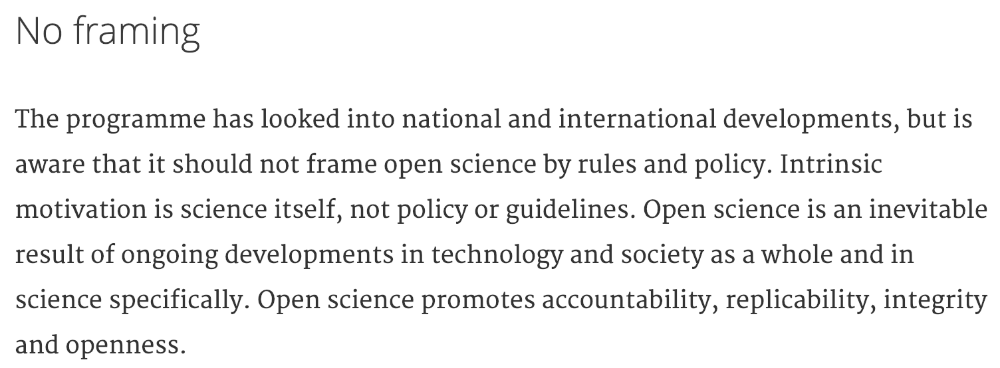 No framing
The programme has looked into national and international developments, but is
aware that it should not frame open science by rules and policy. Intrinsic
motivation is science itself, not policy or guidelines. Open science is an inevitable
result of ongoing developments in technology and society as a whole and in
science specifically. Open science promotes accountability, replicability, integrity
and openness.